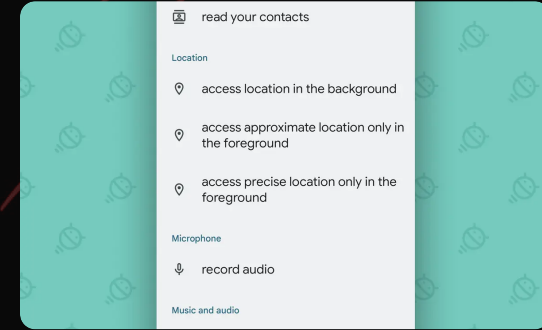 read your contacts
Location
access location in the background
access approximate location only in
the foreground
access precise location only in the
foreground
Microphone
record audio
Music and audio